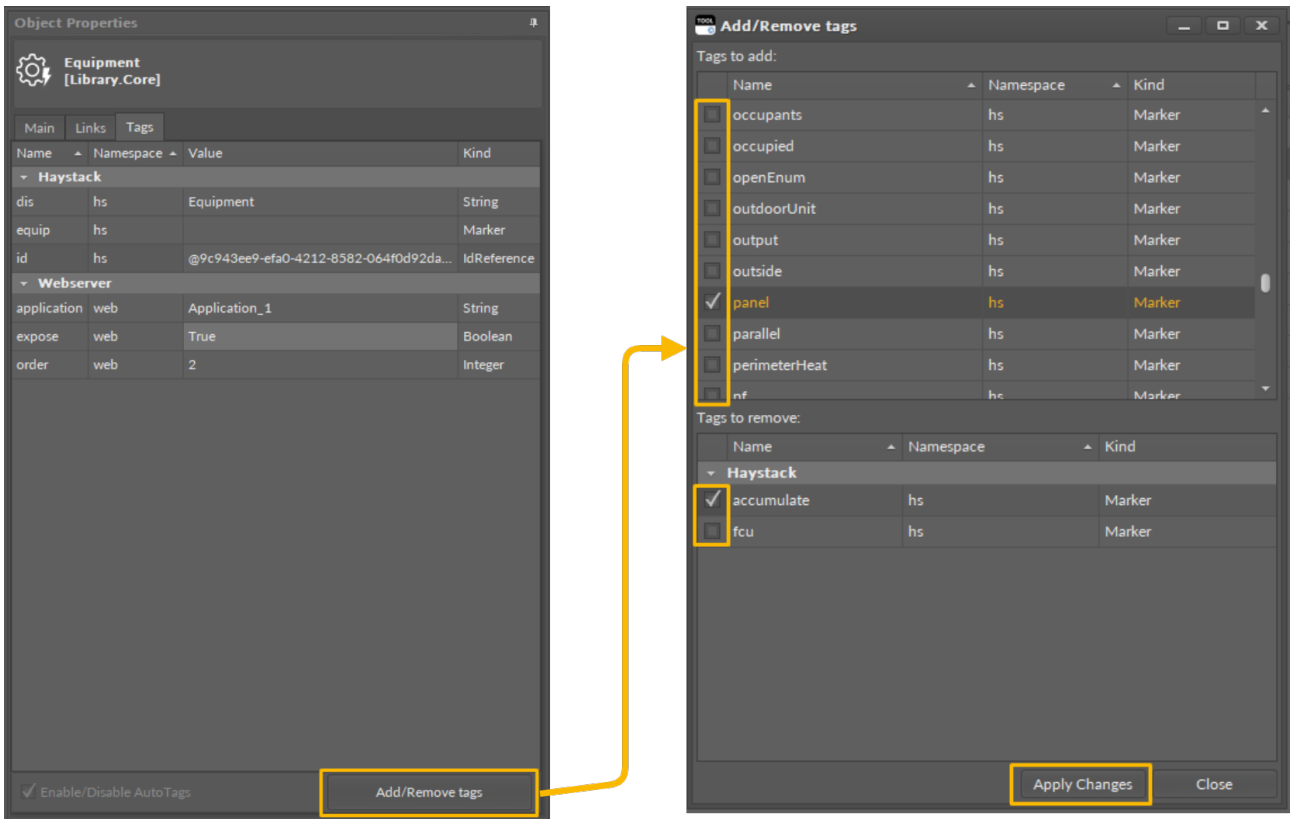 Object Properties
Equipment
[Library.Core]
Main Links Tags
Name Namespace Value Kind
Haystack
dis hs Equipment String
equip hs Marker
id hs @9c943ee9-efa0-4212-8582-064f0d92da... IdReference
Webserver
application web Application_1 String
expose web True Boolean
order web 2 Integer
Enable/Disable AutoTags Add/Remove tags
TOOL
Add/Remove tags
Tags to add:
Name Namespace Kind
occupants hs Marker
occupied hs Marker
openEnum hs Marker
outdoorUnit hs Marker
output hs Marker
outside hs Marker
panel hs Marker
parallel hs Marker
perimeterHeat hs Marker
pf hs Marker
Tags to remove:
Name Namespace Kind
Haystack
accumulate hs Marker
fcu hs Marker
Apply Changes Close